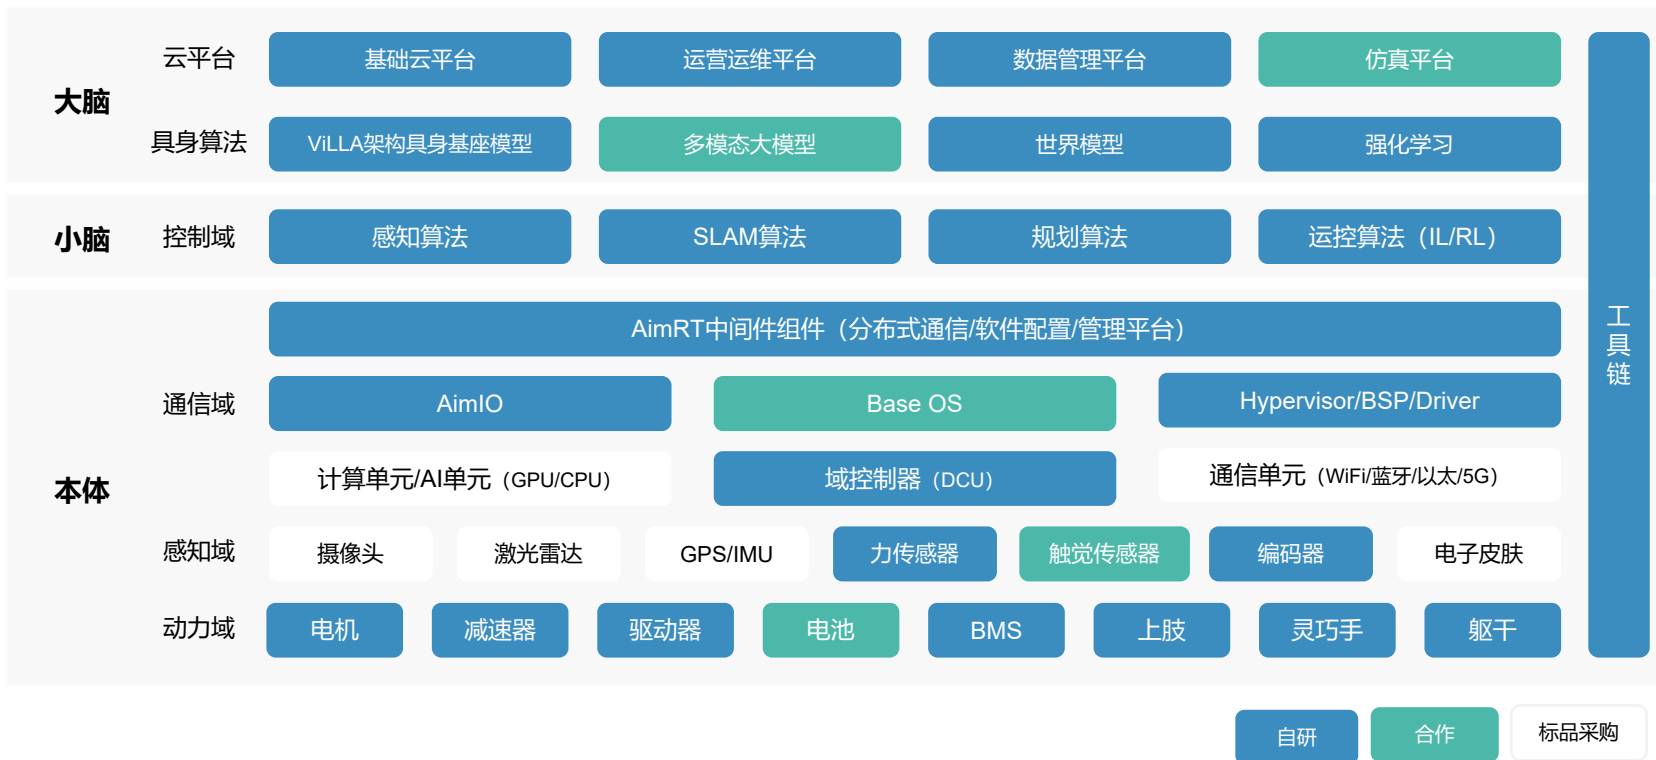 云平台
基础云平台
运营运维平台
数据管理平台
仿真平台
大脑
具身算法
ViLLA架构具身基座模型
多模态大模型
世界模型
强化学习
小脑
控制域
感知算法
SLAM算法
规划算法
运控算法（IL/RL）
AimRT中间件组件（分布式通信/软件配置/管理平台）
工具链
通信域
AimIO
Base OS
Hypervisor/BSP/Driver
本体
计算单元/AI单元（GPU/CPU）
域控制器（DCU）
通信单元（WiFi/蓝牙/以太/5G）
感知域
摄像头
激光雷达
GPS/IMU
力传感器
触觉传感器
编码器
电子皮肤
动力域
电机
减速器
驱动器
电池
BMS
上肢
灵巧手
躯干
自研
合作
标品采购